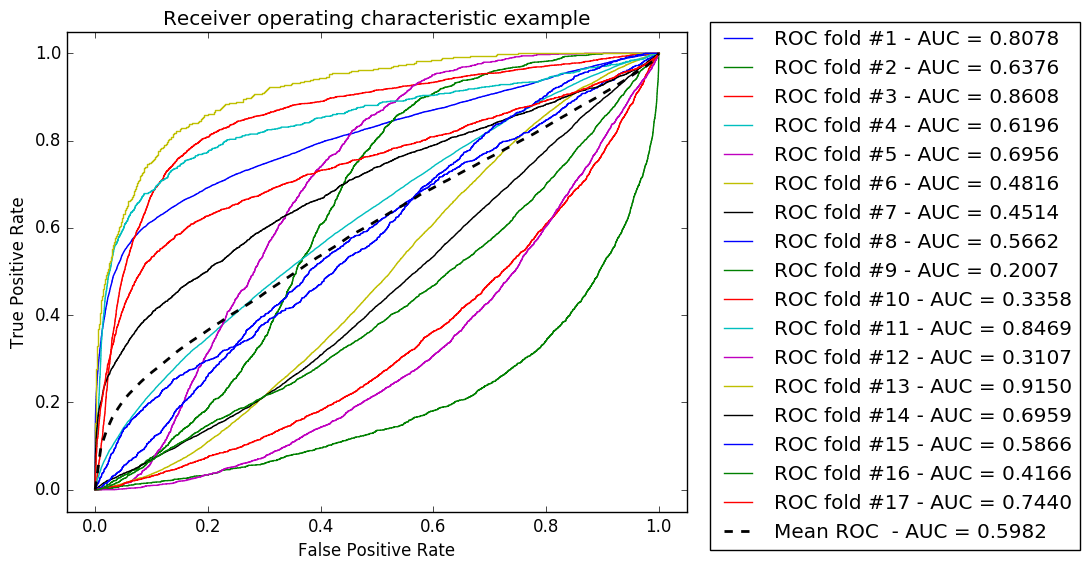 Receiver operating characteristic example
1.0
0.8
0.6
0.4
0.2
0.0
True Positive Rate
0.0 0.2 0.4 0.6 0.8 1.0
False Positive Rate
ROC fold #1 - AUC = 0.8078
ROC fold #2 - AUC = 0.6376
ROC fold #3 - AUC = 0.8608
ROC fold #4 - AUC = 0.6196
ROC fold #5 - AUC = 0.6956
ROC fold #6 - AUC = 0.4816
ROC fold #7 - AUC = 0.4514
ROC fold #8 - AUC = 0.5662
ROC fold #9 - AUC = 0.2007
ROC fold #10 - AUC = 0.3358
ROC fold #11 - AUC = 0.8469
ROC fold #12 - AUC = 0.3107
ROC fold #13 - AUC = 0.9150
ROC fold #14 - AUC = 0.6959
ROC fold #15 - AUC = 0.5866
ROC fold #16 - AUC = 0.4166
ROC fold #17 - AUC = 0.7440
Mean ROC  - AUC = 0.5982